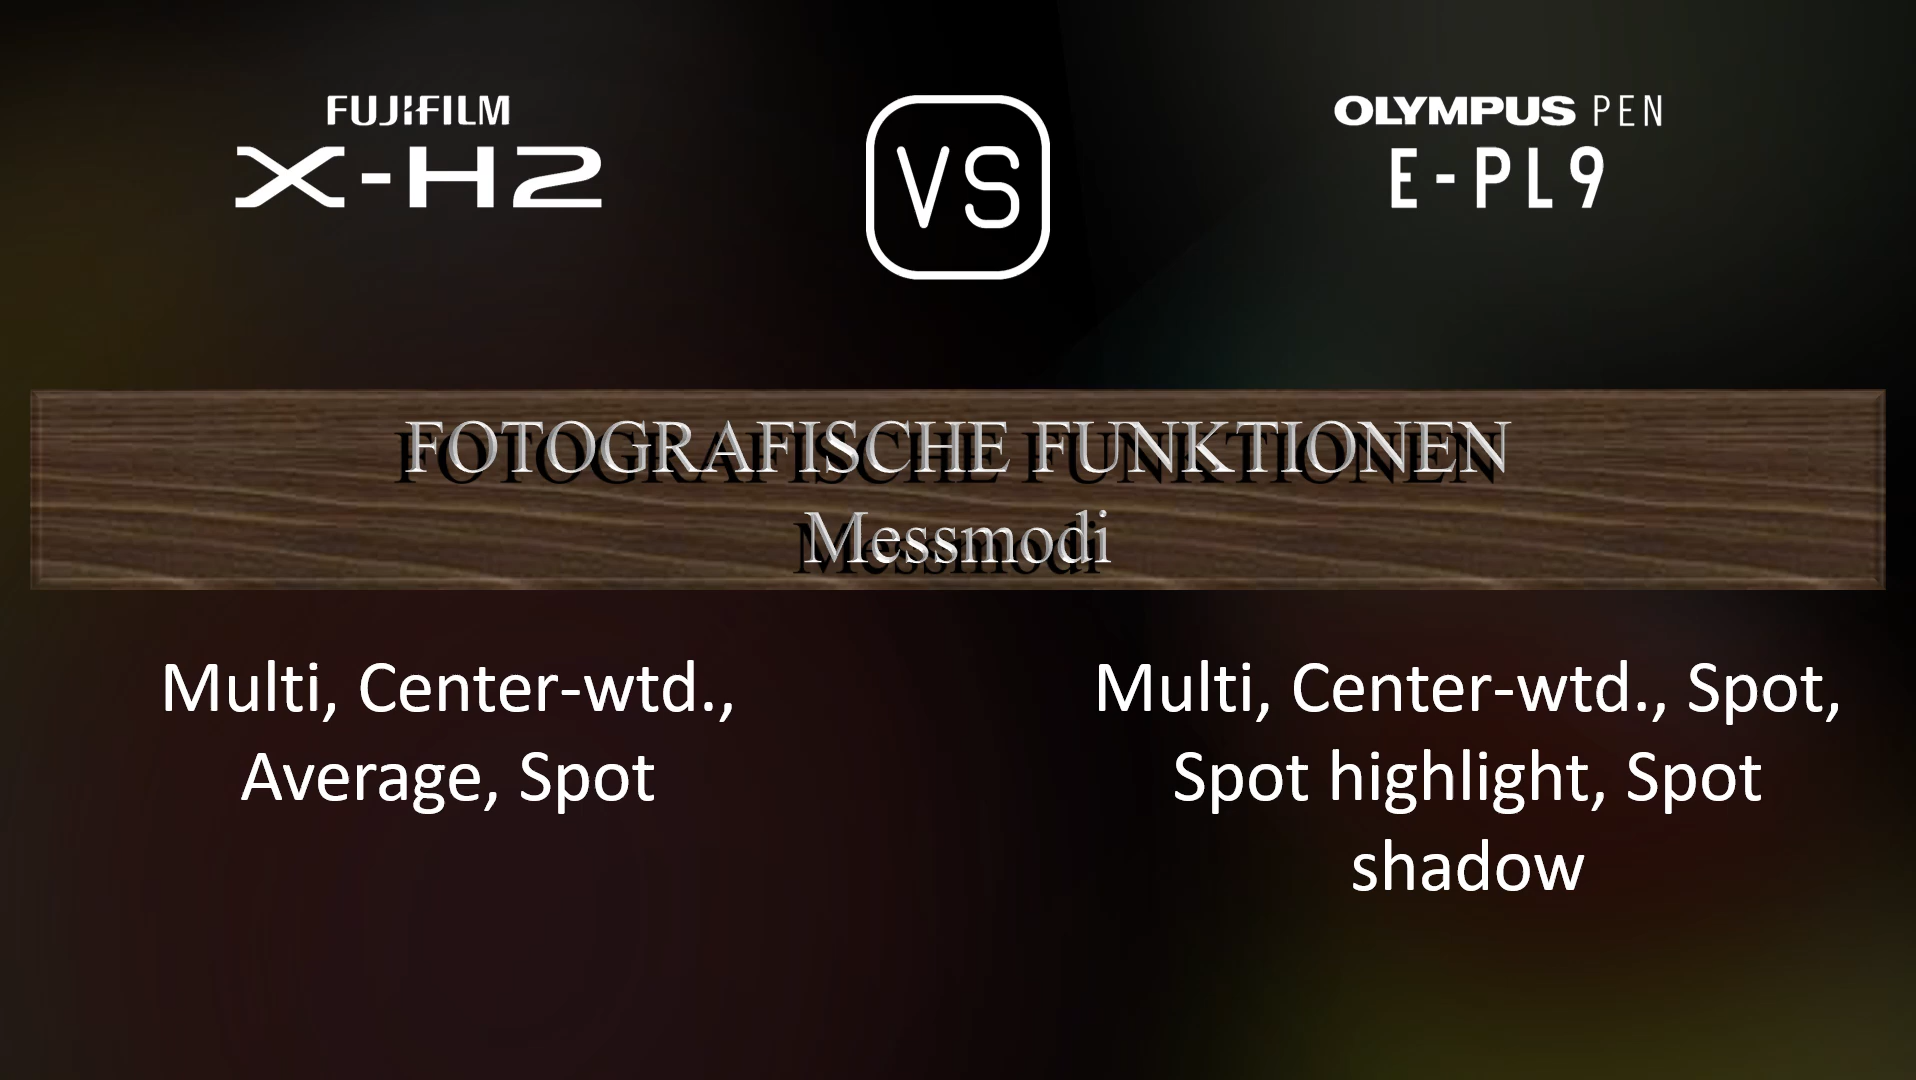 FUJIFILM
X-H2
VS
OLYMPUS PEN
E-PL9
FOTOGRAFISCHE FUNKTIONEN
Messmodi
Multi, Center-wtd.,
Average, Spot
Multi, Center-wtd., Spot,
Spot highlight, Spot
shadow